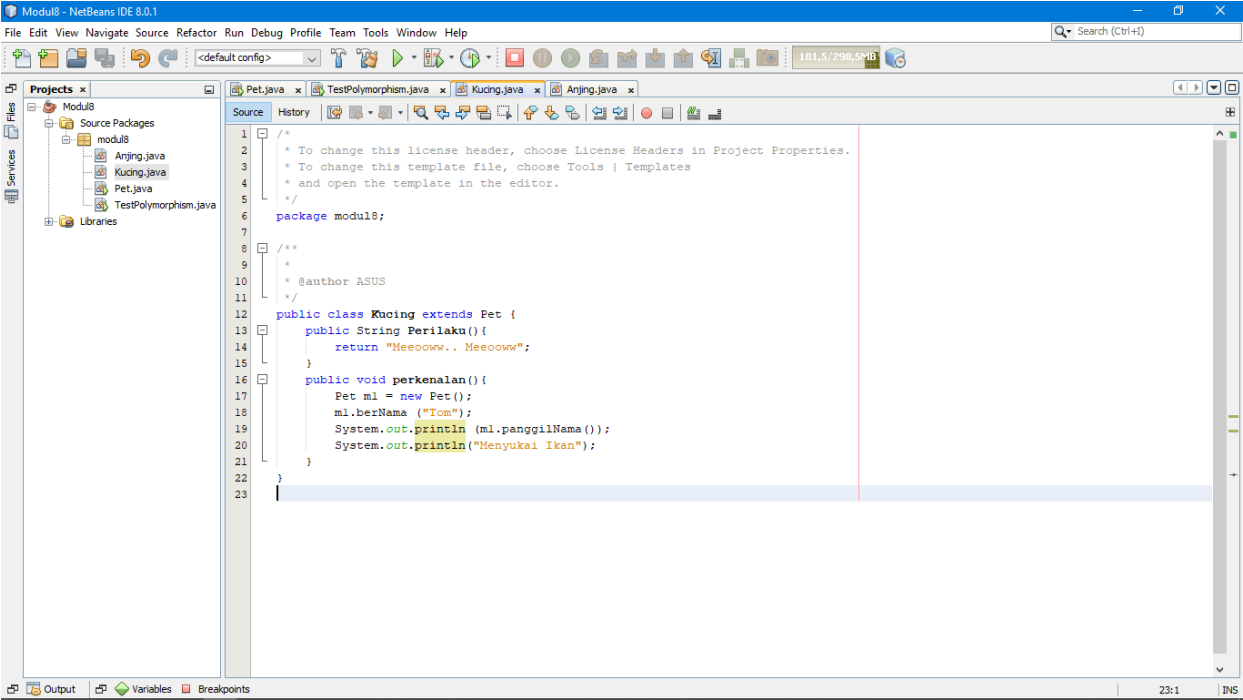 Modul8 - NetBeans IDE 8.0.1
File Edit View Navigate Source Refactor Run Debug Profile Team Tools Window Help
Search (Ctrl+I)
<default config>
181,5/298,5MB
Projects
Pet.java
TestPolymorphism.java
Kucing.java
Anjing.java
Files
Services
Modul8
Source Packages
modul8
Anjing.java
Kucing.java
Pet.java
TestPolymorphism.java
Libraries
Source History
1 /*
2 * To change this license header, choose License Headers in Project Properties.
3 * To change this template file, choose Tools | Templates
4 * and open the template in the editor.
5 */
6 package modul8;
7
8 /**
9 *
10 * @author ASUS
11 */
12 public class Kucing extends Pet {
13 public String Perilaku(){
14 return "Meeooww.. Meeooww";
15 }
16 public void perkenalan(){
17 Pet m1 = new Pet();
18 m1.berNama ("Tom");
19 System.out.println (m1.panggilNama());
20 System.out.println("Menyukai Ikan");
21 }
22 }
23
Output Variables Breakpoints
23:1 INS